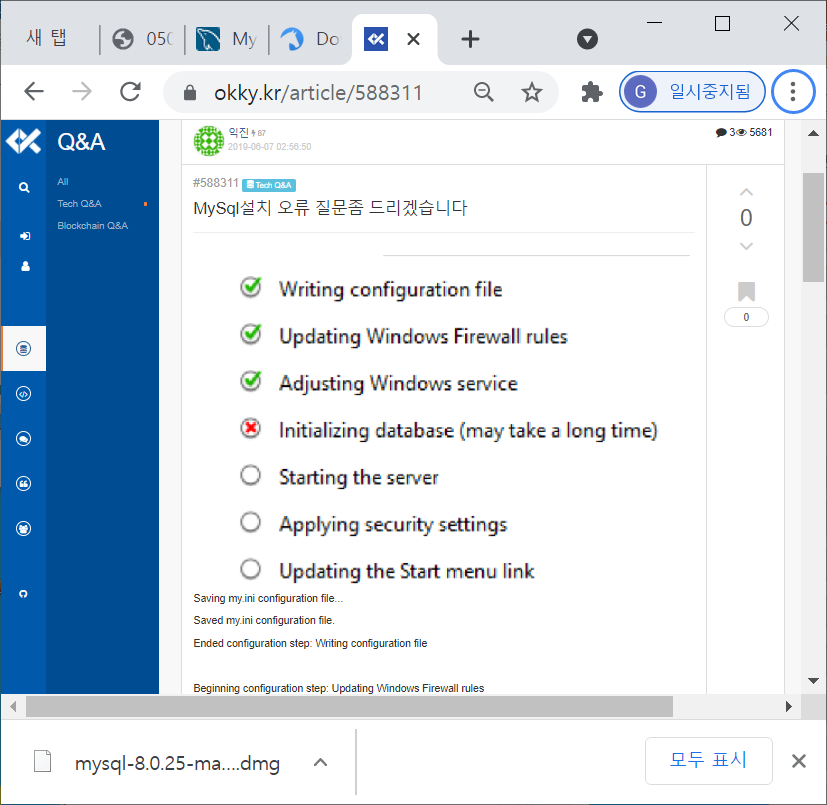 새 탭
050
My
Do
okky.kr/article/588311
G 일시중지됨
Q&A
All
Tech Q&A
Blockchain Q&A
익진 67
2019-06-07 02:56:50
3 5681
#588311 Tech Q&A
MySql설치 오류 질문좀 드리겠습니다
0
0
Writing configuration file
Updating Windows Firewall rules
Adjusting Windows service
Initializing database (may take a long time)
Starting the server
Applying security settings
Updating the Start menu link
Saving my.ini configuration file...
Saved my.ini configuration file.
Ended configuration step: Writing configuration file
Beginning configuration step: Updating Windows Firewall rules
mysql-8.0.25-ma....dmg
모두 표시